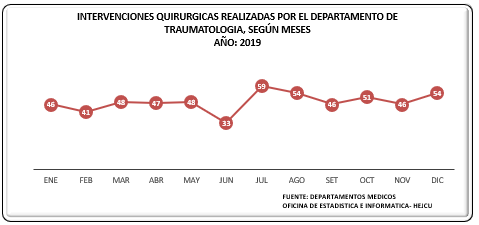 INTERVENCIONES QUIRURGICAS REALIZADAS POR EL DEPARTAMENTO DE
TRAUMATOLOGIA, SEGÚN MESES
AÑO: 2019
46 41 48 47 48 33 59 54 46 51 46 54
ENE FEB MAR ABR MAY JUN JUL AGO SET OCT NOV DIC
FUENTE: DEPARTAMENTOS MEDICOS
OFICINA DE ESTADISTICA E INFORMATICA- HEJCU